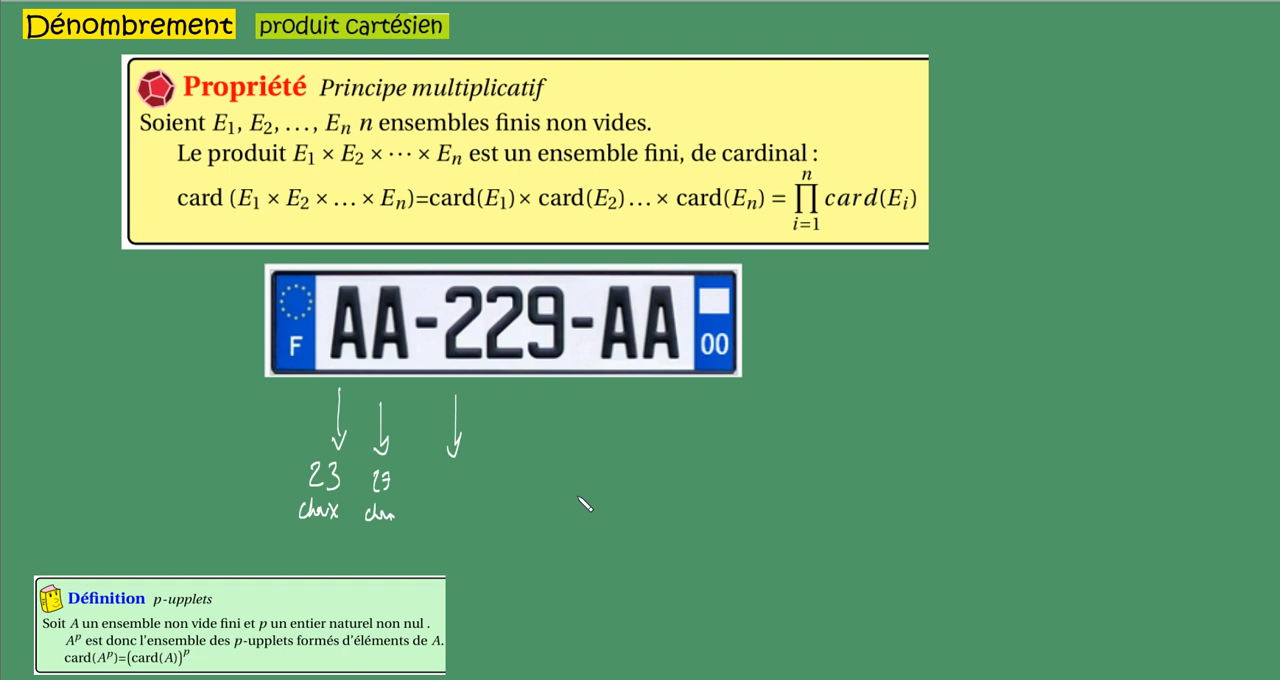 Dénombrement produit cartésien
Propriété Principe multiplicatif
Soient E₁, E₂, ..., Eₙ n ensembles finis non vides.
Le produit E₁ × E₂ × ··· × Eₙ est un ensemble fini, de cardinal :
card (E₁ × E₂ × ... × Eₙ)=card(E₁)× card(E₂)... × card(Eₙ) = ∏ⁿᵢ₌₁ card(Eᵢ)
F AA-229-AA 00
23 23
choix
Définition p-upplets
Soit A un ensemble non vide fini et p un entier naturel non nul .
Aᵖ est donc l'ensemble des p-upplets formés d'éléments de A.
card(Aᵖ)=(card(A))ᵖ